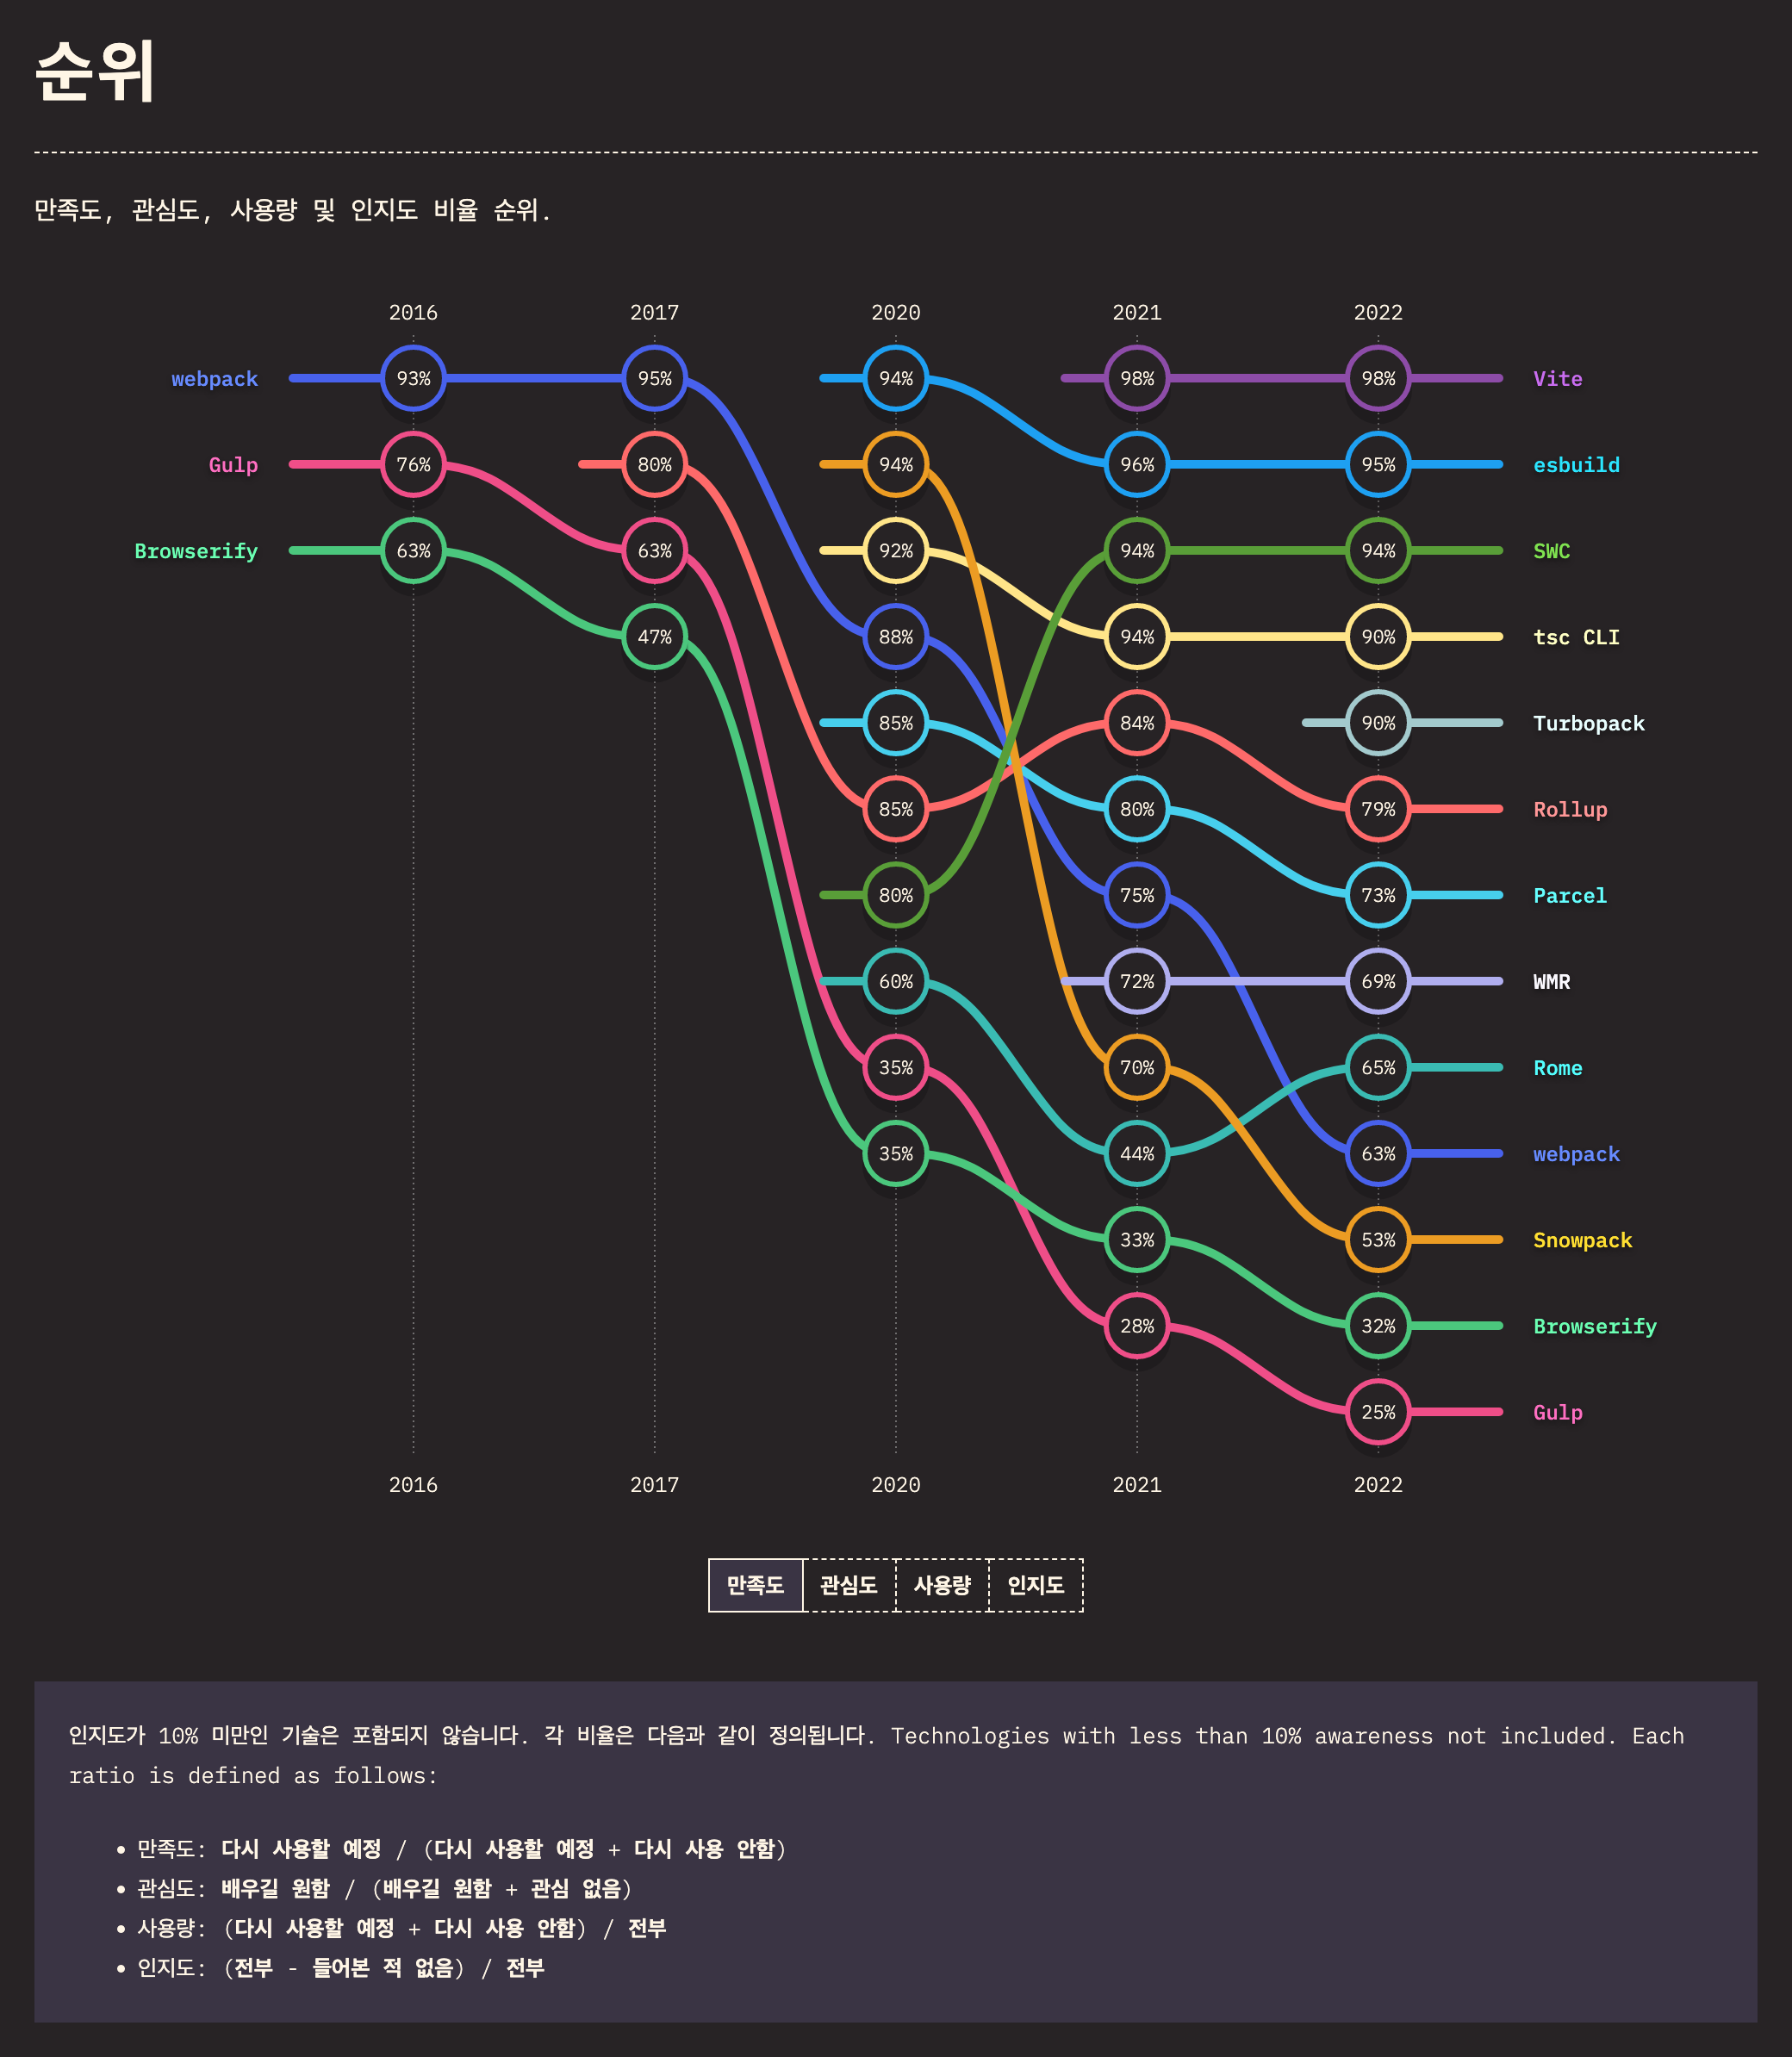 순위
만족도, 관심도, 사용량 및 인지도 비율 순위.
2016 2017 2020 2021 2022
webpack 93% 95% 94% 98% 98% Vite
Gulp 76% 80% 94% 96% 95% esbuild
Browserify 63% 63% 92% 94% 94% SWC
47% 88% 94% 90% tsc CLI
85% 84% 90% Turbopack
85% 80% 79% Rollup
80% 75% 73% Parcel
60% 72% 69% WMR
35% 70% 65% Rome
35% 44% 63% webpack
33% 53% Snowpack
28% 32% Browserify
25% Gulp
2016 2017 2020 2021 2022
만족도 관심도 사용량 인지도
인지도가 10% 미만인 기술은 포함되지 않습니다. 각 비율은 다음과 같이 정의됩니다. Technologies with less than 10% awareness not included. Each
ratio is defined as follows:
• 만족도: 다시 사용할 예정 / (다시 사용할 예정 + 다시 사용 안함)
• 관심도: 배우길 원함 / (배우길 원함 + 관심 없음)
• 사용량: (다시 사용할 예정 + 다시 사용 안함) / 전부
• 인지도: (전부 - 들어본 적 없음) / 전부